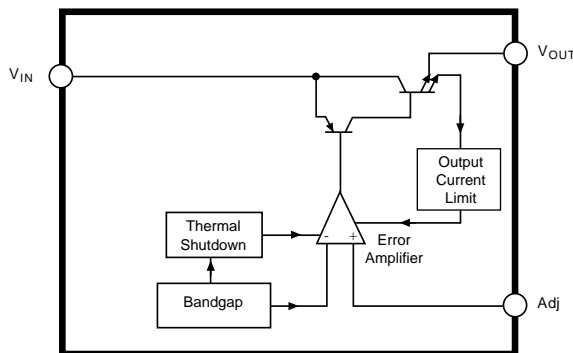 VIN
VOUT
Output
Current
Limit
Thermal
Shutdown
- +
Error
Amplifier
Bandgap
Adj